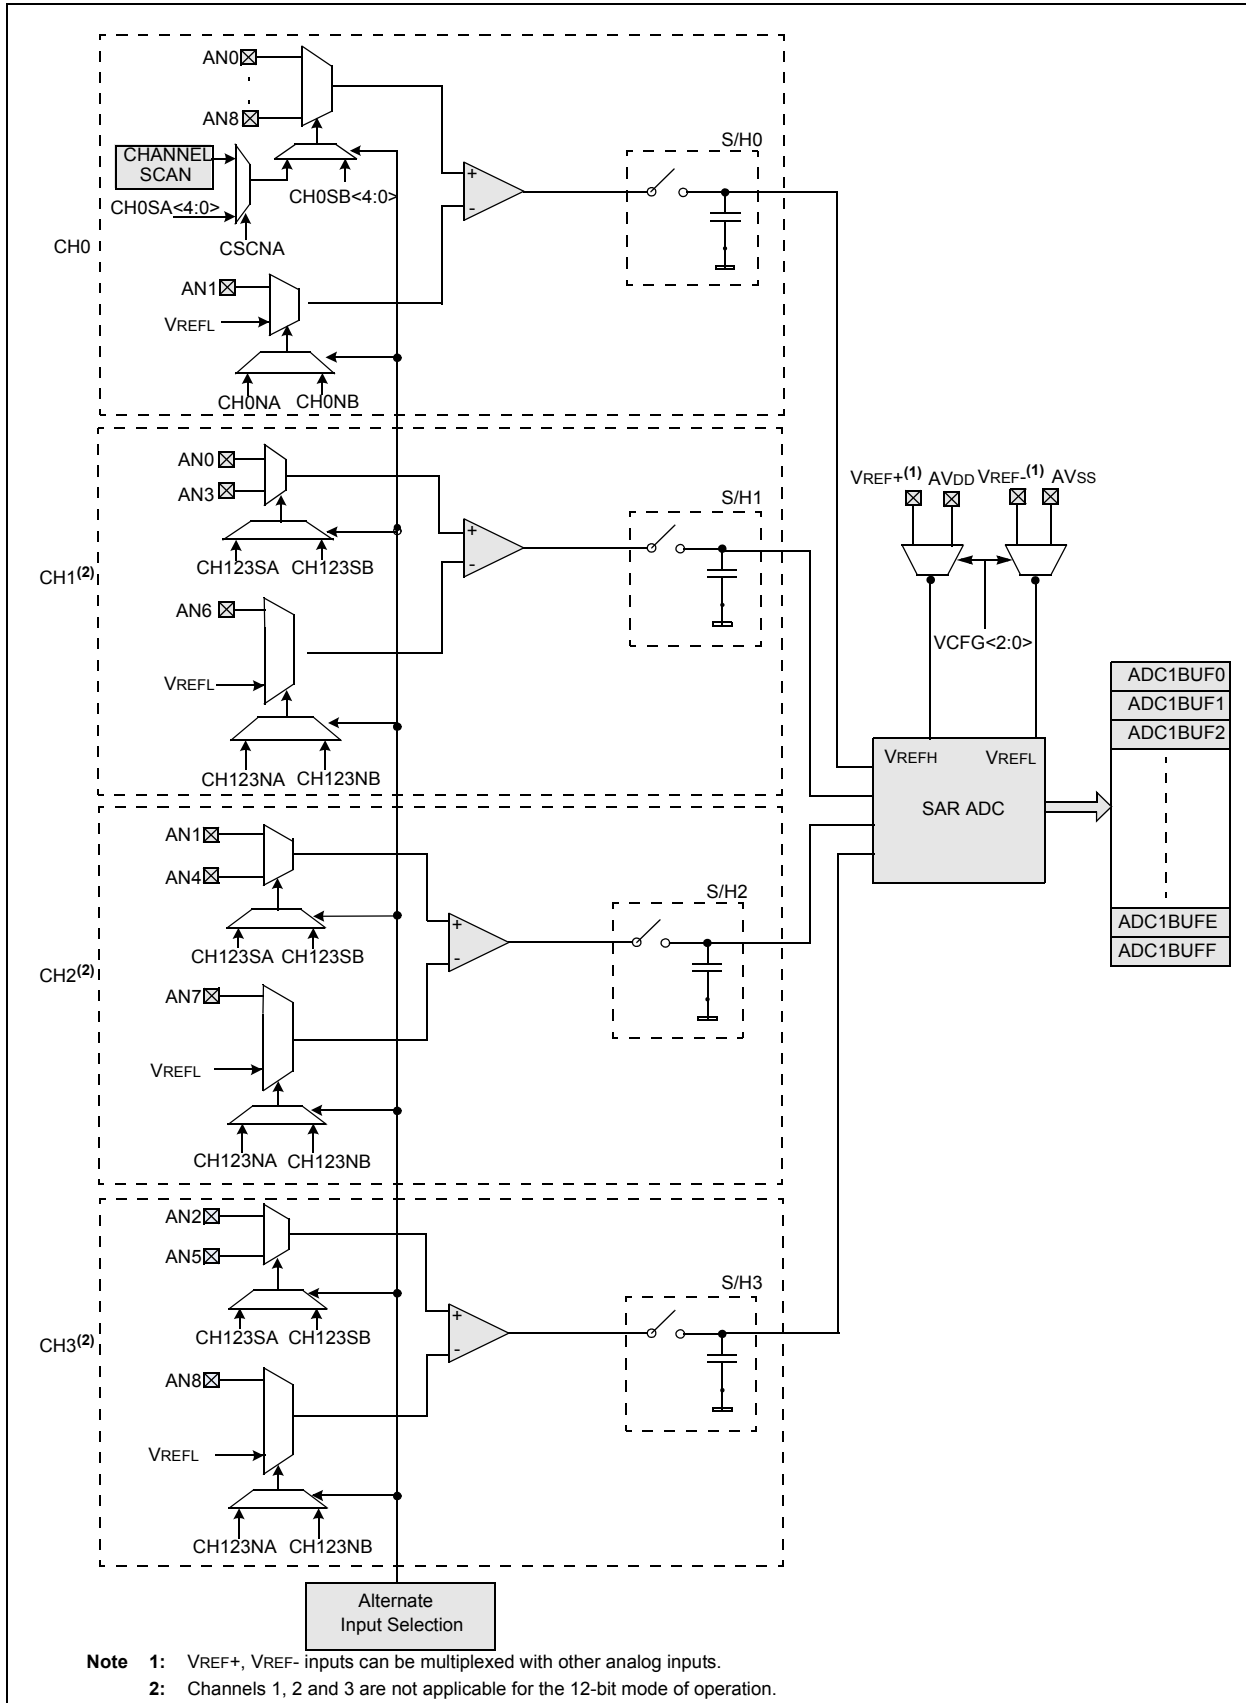 AN0
AN8
CHANNEL
SCAN
CH0SA<4:0>
CH0SB<4:0>
CSCNA
CH0
S/H0
+
-
AN1
VREFL
CH0NA CH0NB
AN0
AN3
CH123SA CH123SB
CH1(2)
S/H1
+
-
AN6
VREFL
CH123NA CH123NB
VREF+(1) AVDD VREF-(1) AVSS
VCFG<2:0>
VREFH VREFL
SAR ADC
ADC1BUF0
ADC1BUF1
ADC1BUF2
ADC1BUFE
ADC1BUFF
AN1
AN4
CH123SA CH123SB
CH2(2)
S/H2
+
-
AN7
VREFL
CH123NA CH123NB
AN2
AN5
CH123SA CH123SB
CH3(2)
S/H3
+
-
AN8
VREFL
CH123NA CH123NB
Alternate
Input Selection
Note 1: VREF+, VREF- inputs can be multiplexed with other analog inputs.
2: Channels 1, 2 and 3 are not applicable for the 12-bit mode of operation.